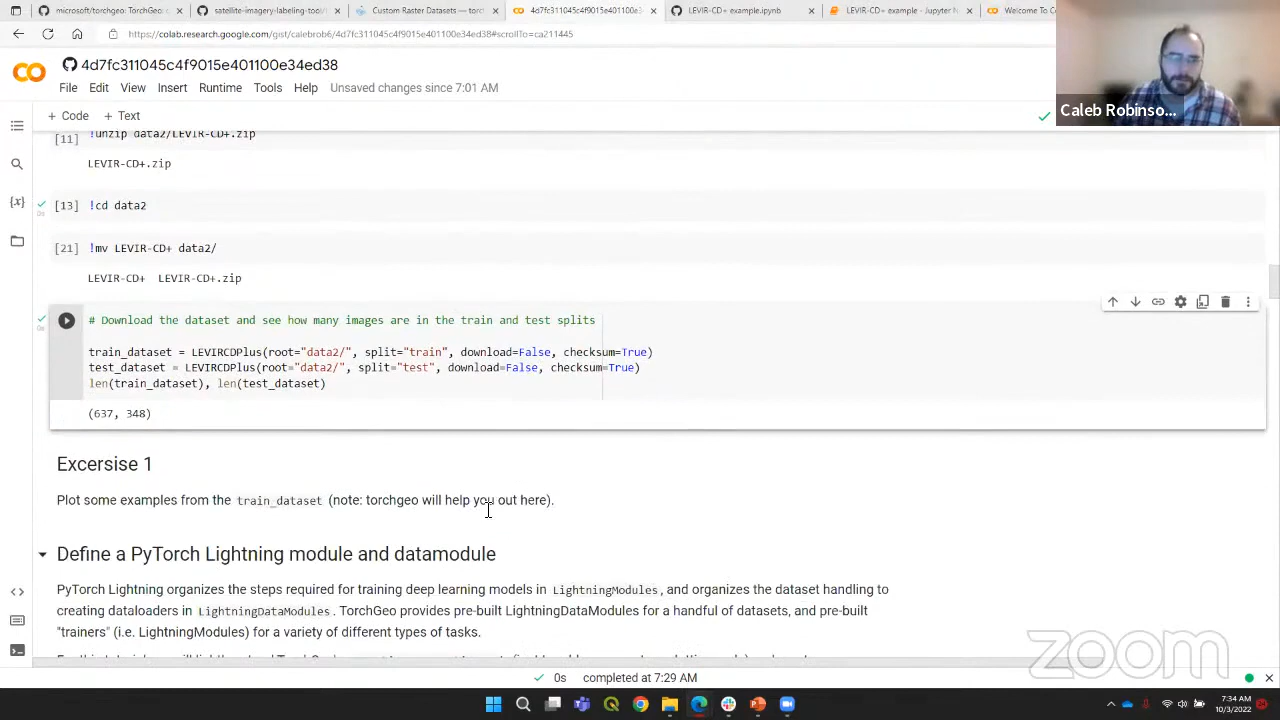 microsoft/torchgeo: TorchGeo:
satellite-imagery-labeling-tool/
Custom Raster Datasets — torc
4d7fc311045c4f9015e401100e34e
LEVIR-CD+ example.ipynb
LEVIR-CD+ example - Jupyter N
Welcome To Co
https://colab.research.google.com/gist/calebrob6/4d7fc311045c4f9015e401100e34ed38#scrollTo=ca211445
4d7fc311045c4f9015e401100e34ed38
File Edit View Insert Runtime Tools Help Unsaved changes since 7:01 AM
Caleb Robinso...
+ Code + Text
[11] !unzip data2/LEVIR-CD+.zip
LEVIR-CD+.zip
[13] !cd data2
[21] !mv LEVIR-CD+ data2/
LEVIR-CD+ LEVIR-CD+.zip
# Download the dataset and see how many images are in the train and test splits
train_dataset = LEVIRCDPlus(root="data2/", split="train", download=False, checksum=True)
test_dataset = LEVIRCDPlus(root="data2/", split="test", download=False, checksum=True)
len(train_dataset), len(test_dataset)
(637, 348)
Excersise 1
Plot some examples from the train_dataset (note: torchgeo will help you out here).
Define a PyTorch Lightning module and datamodule
PyTorch Lightning organizes the steps required for training deep learning models in LightningModules, and organizes the dataset handling to
creating dataloaders in LightningDataModules. TorchGeo provides pre-built LightningDataModules for a handful of datasets, and pre-built
"trainers" (i.e. LightningModules) for a variety of different types of tasks.
zoom
0s completed at 7:29 AM
7:34 AM
10/3/2022